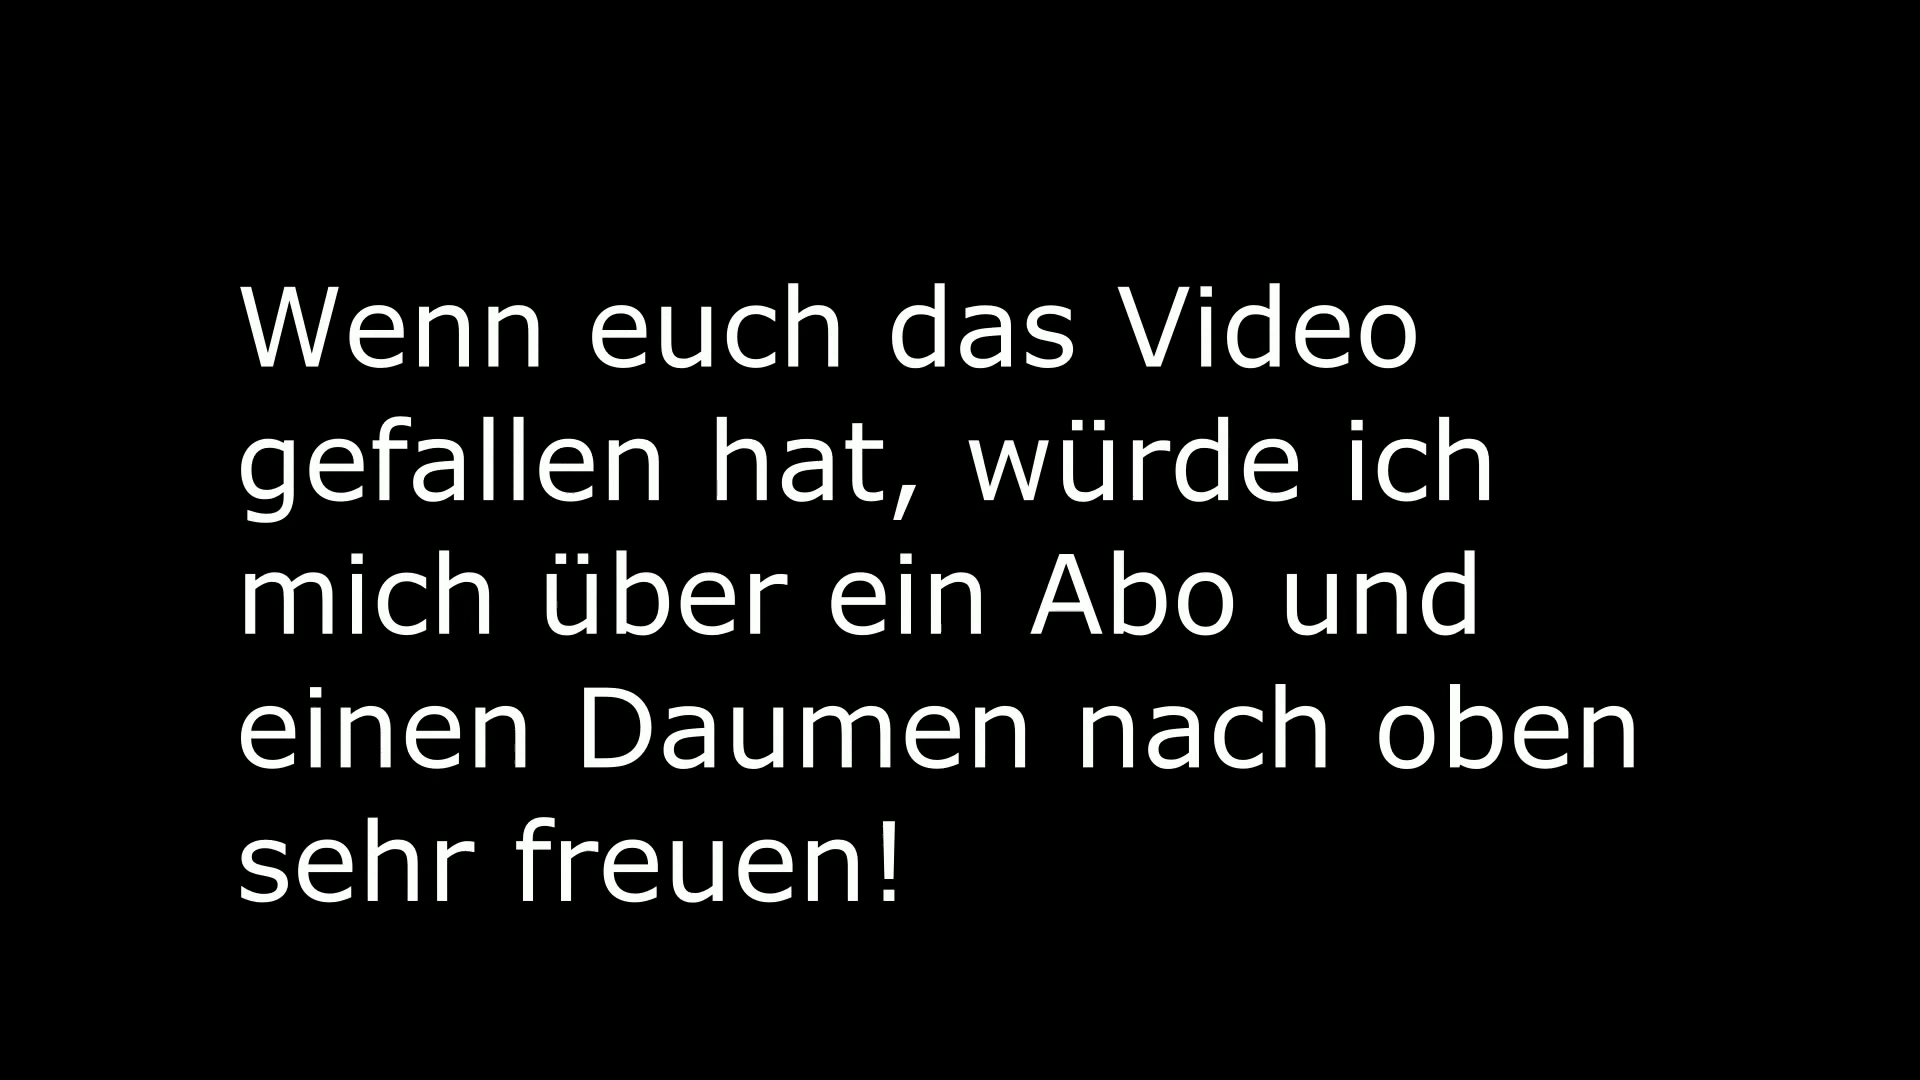 Wenn euch das Video
gefallen hat, würde ich
mich über ein Abo und
einen Daumen nach oben
sehr freuen!